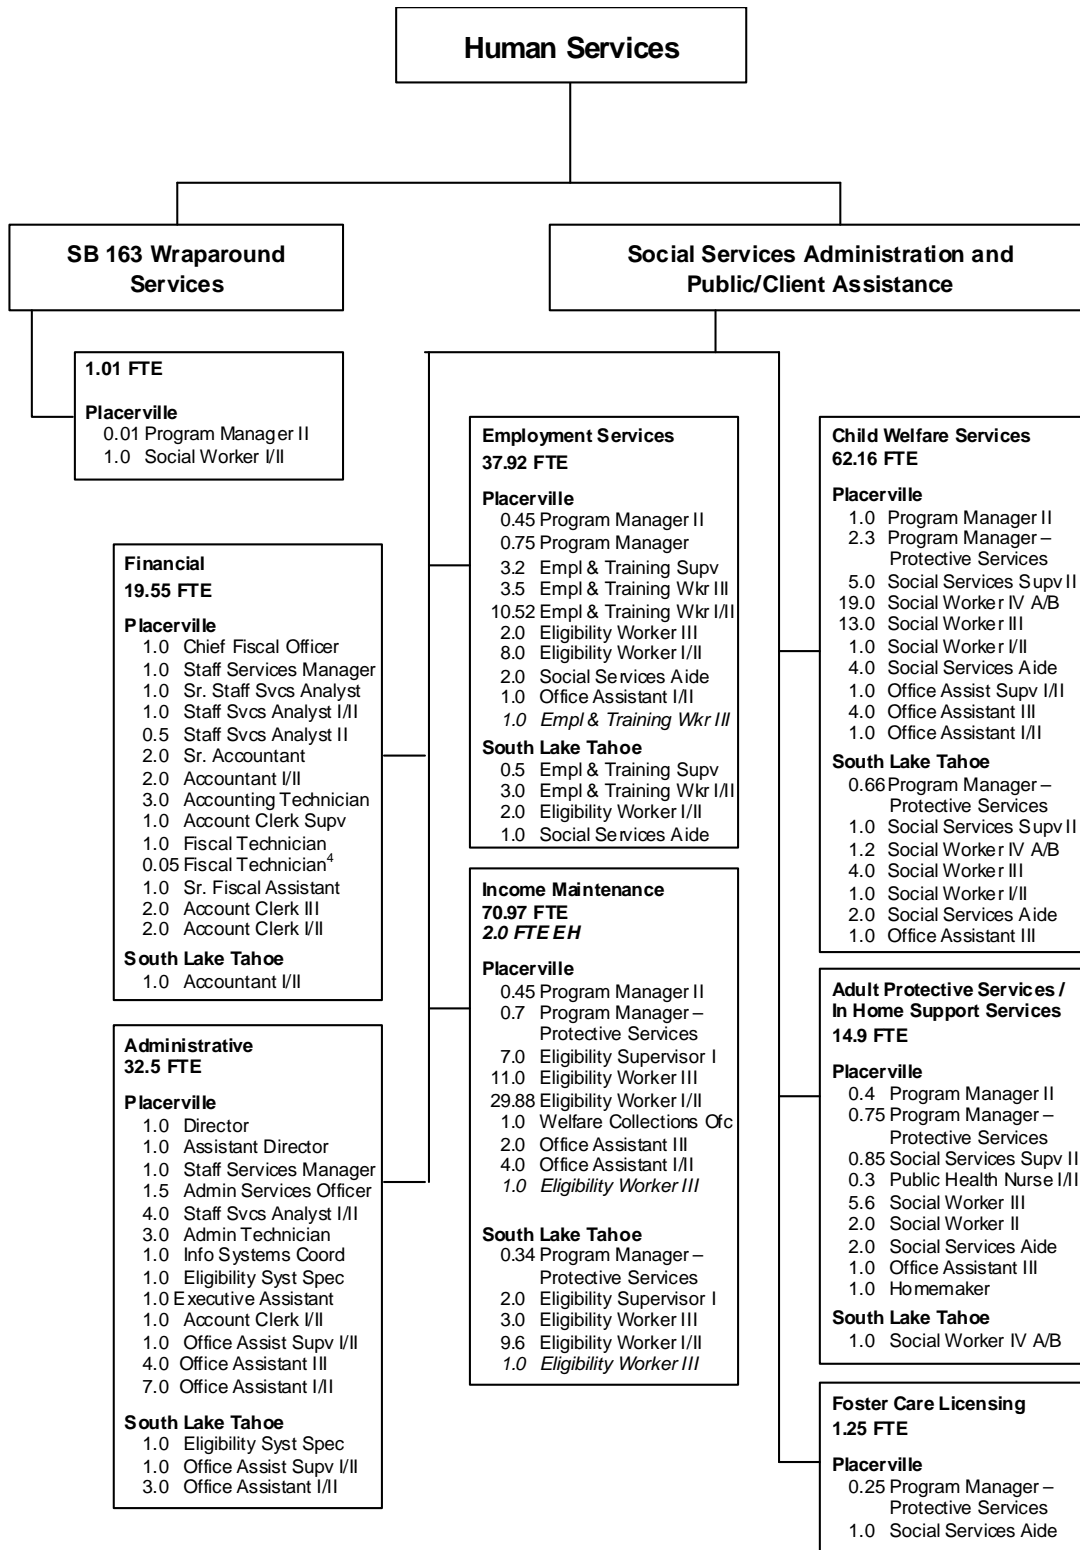 Human Services
SB 163 Wraparound
Services
Social Services Administration and
Public/Client Assistance
1.01 FTE
Placerville
0.01 Program Manager II
1.0 Social Worker I/II
Financial
19.55 FTE
Placerville
1.0 Chief Fiscal Officer
1.0 Staff Services Manager
1.0 Sr. Staff Svcs Analyst
1.0 Staff Svcs Analyst I/II
0.5 Staff Svcs Analyst II
2.0 Sr. Accountant
2.0 Accountant I/II
3.0 Accounting Technician
1.0 Account Clerk Supv
1.0 Fiscal Technician
0.05 Fiscal Technician4
1.0 Sr. Fiscal Assistant
2.0 Account Clerk III
2.0 Account Clerk I/II
South Lake Tahoe
1.0 Accountant I/II
Administrative
32.5 FTE
Placerville
1.0 Director
1.0 Assistant Director
1.0 Staff Services Manager
1.5 Admin Services Officer
4.0 Staff Svcs Analyst I/II
3.0 Admin Technician
1.0 Info Systems Coord
1.0 Eligibility Syst Spec
1.0 Executive Assistant
1.0 Account Clerk I/II
1.0 Office Assist Supv I/II
4.0 Office Assistant III
7.0 Office Assistant I/II
South Lake Tahoe
1.0 Eligibility Syst Spec
1.0 Office Assist Supv I/II
3.0 Office Assistant I/II
Employment Services
37.92 FTE
Placerville
0.45 Program Manager II
0.75 Program Manager
3.2 Empl & Training Supv
3.5 Empl & Training Wkr III
10.52 Empl & Training Wkr I/II
2.0 Eligibility Worker III
8.0 Eligibility Worker I/II
2.0 Social Services Aide
1.0 Office Assistant I/II
1.0 Empl & Training Wkr III
South Lake Tahoe
0.5 Empl & Training Supv
3.0 Empl & Training Wkr I/II
2.0 Eligibility Worker I/II
1.0 Social Services Aide
Income Maintenance
70.97 FTE
2.0 FTE EH
Placerville
0.45 Program Manager II
0.7 Program Manager –
Protective Services
7.0 Eligibility Supervisor I
11.0 Eligibility Worker III
29.88 Eligibility Worker I/II
1.0 Welfare Collections Ofc
2.0 Office Assistant III
4.0 Office Assistant I/II
1.0 Eligibility Worker III
South Lake Tahoe
0.34 Program Manager –
Protective Services
2.0 Eligibility Supervisor I
3.0 Eligibility Worker III
9.6 Eligibility Worker I/II
1.0 Eligibility Worker III
Child Welfare Services
62.16 FTE
Placerville
1.0 Program Manager II
2.3 Program Manager –
Protective Services
5.0 Social Services Supv II
19.0 Social Worker IV A/B
13.0 Social Worker III
1.0 Social Worker I/II
4.0 Social Services Aide
1.0 Office Assist Supv I/II
4.0 Office Assistant III
1.0 Office Assistant I/II
South Lake Tahoe
0.66 Program Manager –
Protective Services
1.0 Social Services Supv II
1.2 Social Worker IV A/B
4.0 Social Worker III
1.0 Social Worker I/II
2.0 Social Services Aide
1.0 Office Assistant III
Adult Protective Services /
In Home Support Services
14.9 FTE
Placerville
0.4 Program Manager II
0.75 Program Manager –
Protective Services
0.85 Social Services Supv II
0.3 Public Health Nurse I/II
5.6 Social Worker III
2.0 Social Worker II
2.0 Social Services Aide
1.0 Office Assistant III
1.0 Homemaker
South Lake Tahoe
1.0 Social Worker IV A/B
Foster Care Licensing
1.25 FTE
Placerville
0.25 Program Manager –
Protective Services
1.0 Social Services Aide